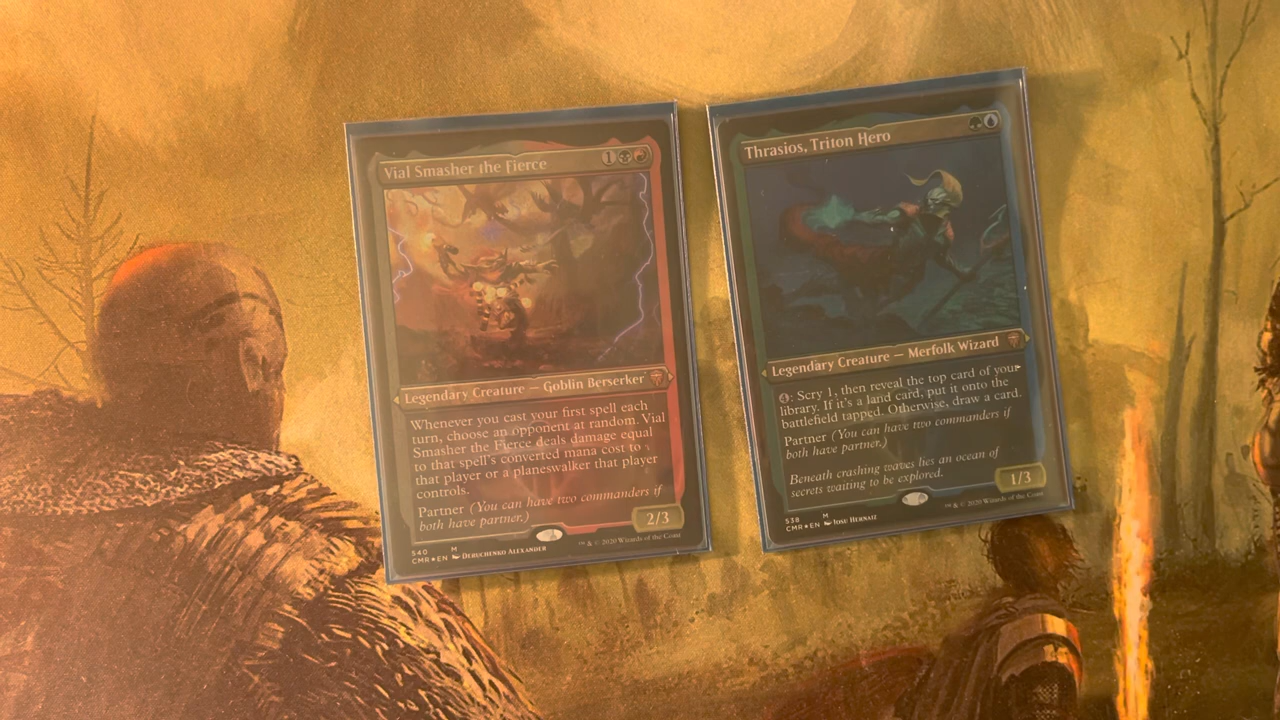 Vial Smasher the Fierce 1
Legendary Creature — Goblin Berserker
Whenever you cast your first spell each
turn, choose an opponent at random. Vial
Smasher the Fierce deals damage equal
to that spell's converted mana cost to
that player or a planeswalker that player
controls.
Partner (You can have two commanders if
both have partner.)
2/3
540 M
CMR★EN Deruchenko Alexander
™ & © 2020 Wizards of the Coast
Thrasios, Triton Hero
Legendary Creature — Merfolk Wizard
4: Scry 1, then reveal the top card of your
library. If it's a land card, put it onto the
battlefield tapped. Otherwise, draw a card.
Partner (You can have two commanders if
both have partner.)
Beneath crashing waves lies an ocean of
secrets waiting to be explored.
1/3
538 M
CMR★EN Jose Hernaiz
™ & © 2020 Wizards of the Coast